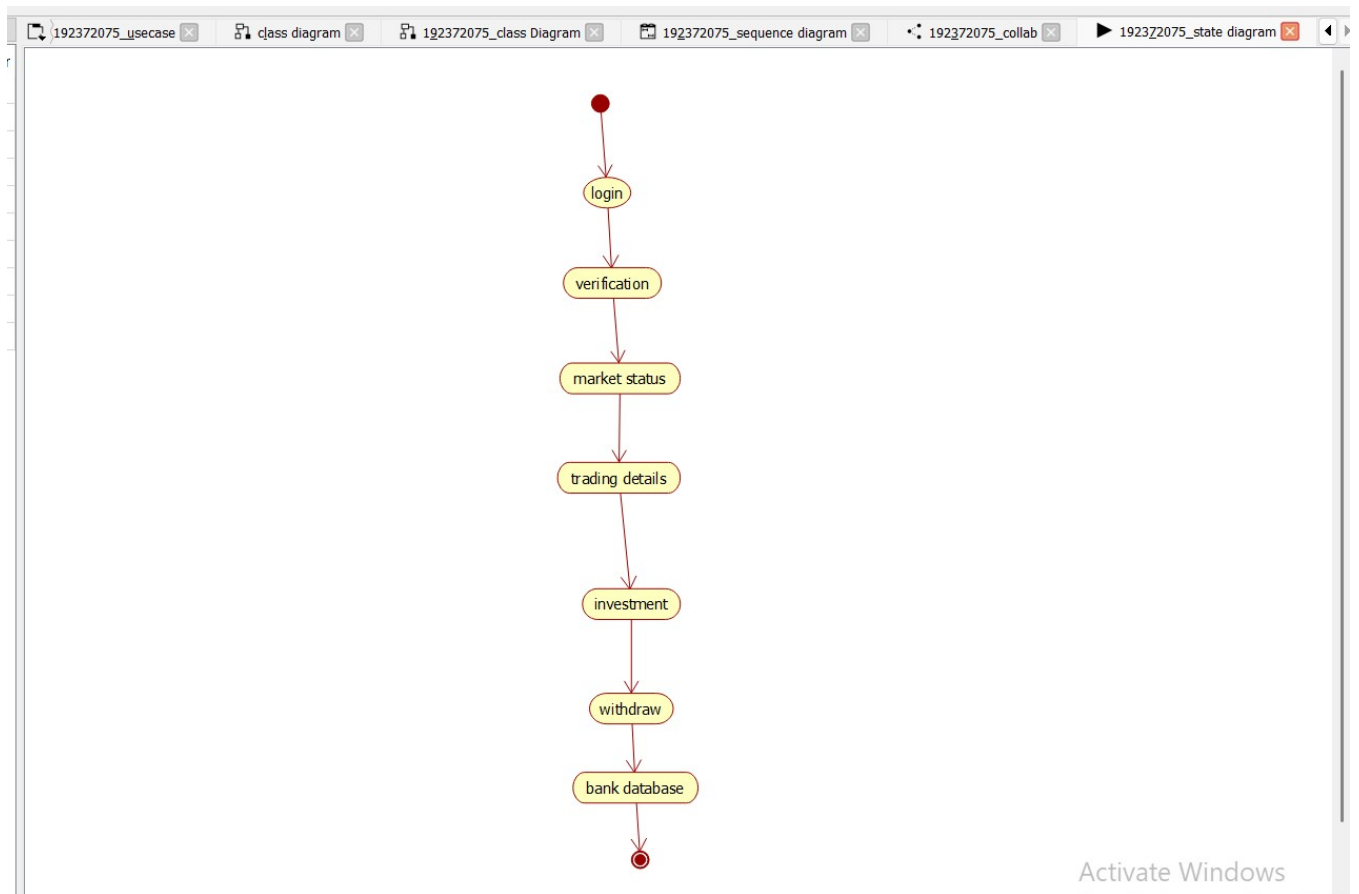 192372075_usecase
class diagram
192372075_class Diagram
192372075_sequence diagram
192372075_collab
192372075_state diagram
r
login
verification
market status
trading details
investment
withdraw
bank database
Activate Windows